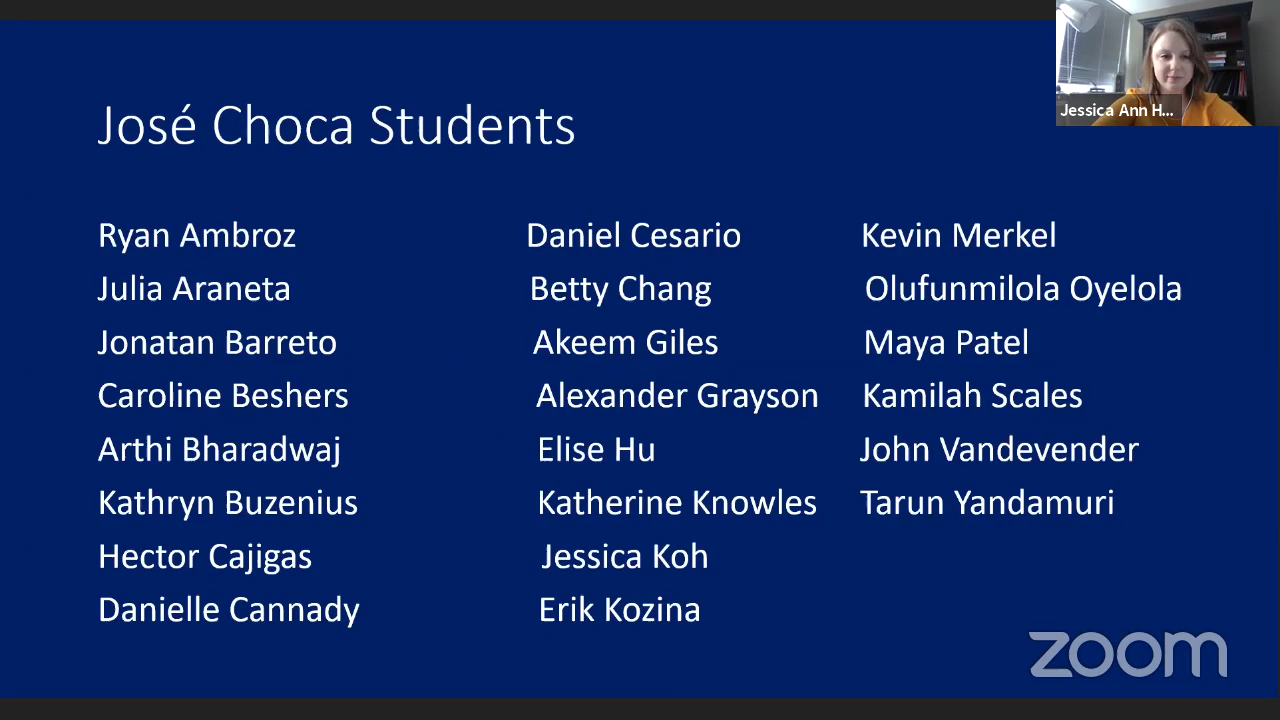 José Choca Students
Ryan Ambroz
Julia Araneta
Jonatan Barreto
Caroline Beshers
Arthi Bharadwaj
Kathryn Buzenius
Hector Cajigas
Danielle Cannady
Daniel Cesario
Betty Chang
Akeem Giles
Alexander Grayson
Elise Hu
Katherine Knowles
Jessica Koh
Erik Kozina
Kevin Merkel
Olufunmilola Oyelola
Maya Patel
Kamilah Scales
John Vandevender
Tarun Yandamuri
Jessica Ann H...
zoom